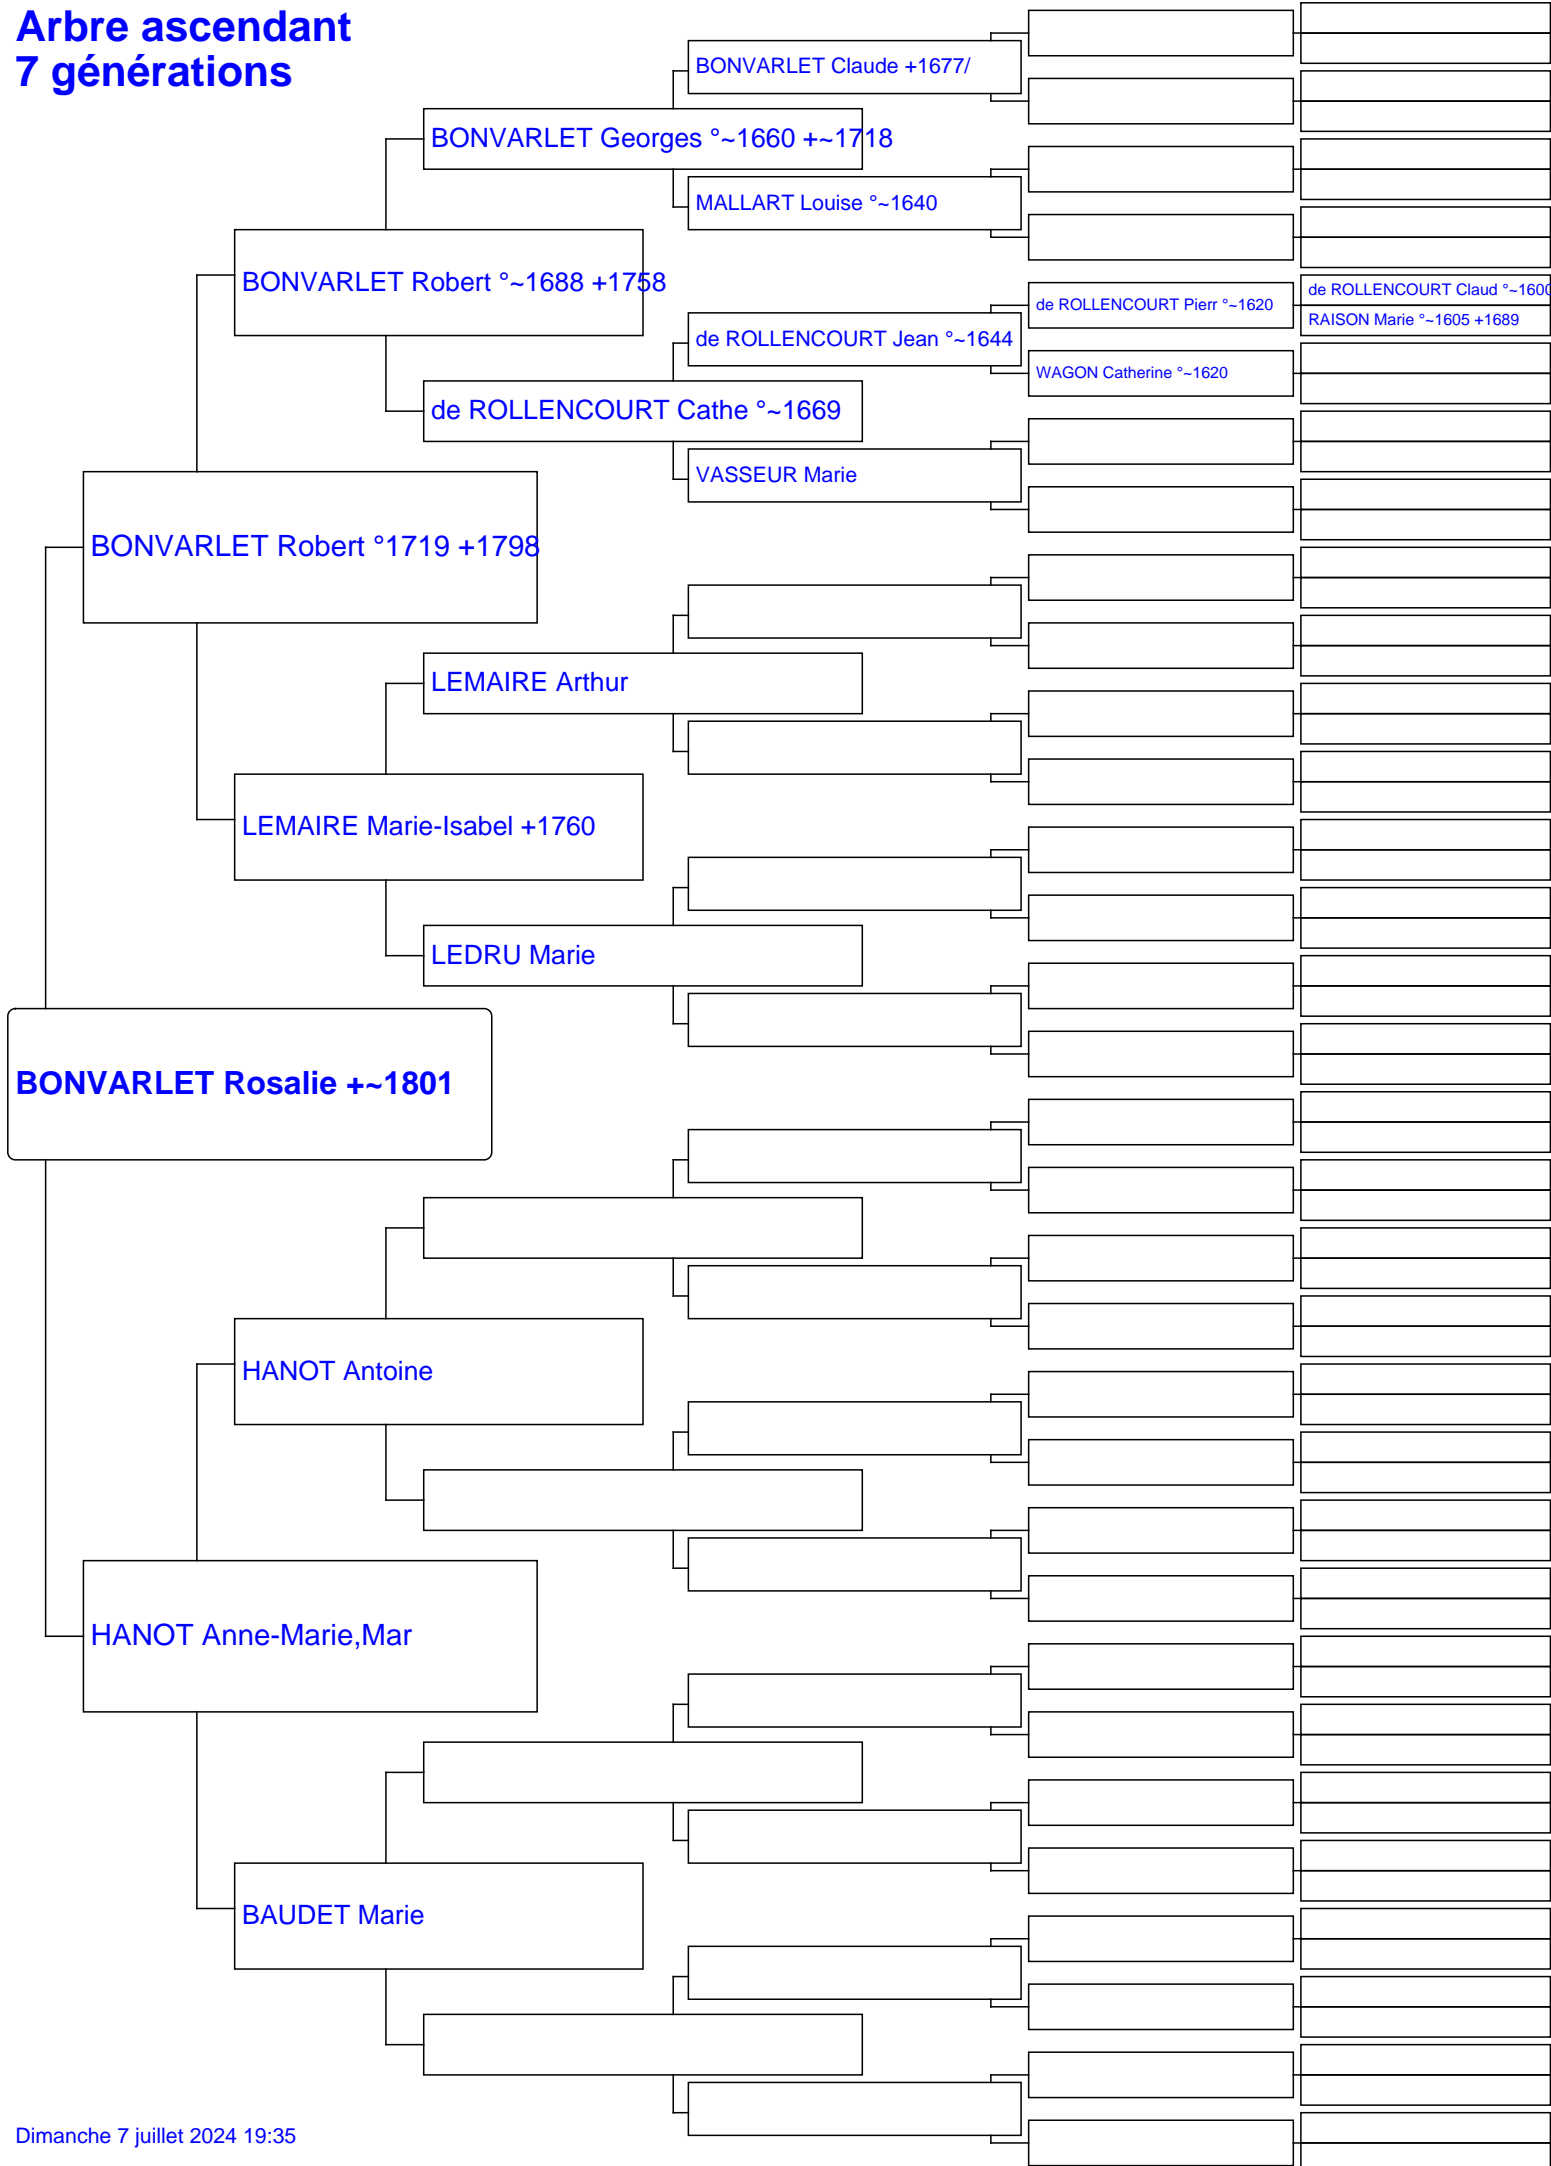 Arbre ascendant
7 générations
BONVARLET Claude +1677/
BONVARLET Georges °~1660 +~1718
MALLART Louise °~1640
BONVARLET Robert °~1688 +1758
de ROLLENCOURT Claud °~1600
de ROLLENCOURT Pierr °~1620
RAISON Marie °~1605 +1689
de ROLLENCOURT Jean °~1644
WAGON Catherine °~1620
de ROLLENCOURT Cathe °~1669
VASSEUR Marie
BONVARLET Robert °1719 +1798
LEMAIRE Arthur
LEMAIRE Marie-Isabel +1760
LEDRU Marie
BONVARLET Rosalie +~1801
HANOT Antoine
HANOT Anne-Marie,Mar
BAUDET Marie
Dimanche 7 juillet 2024 19:35